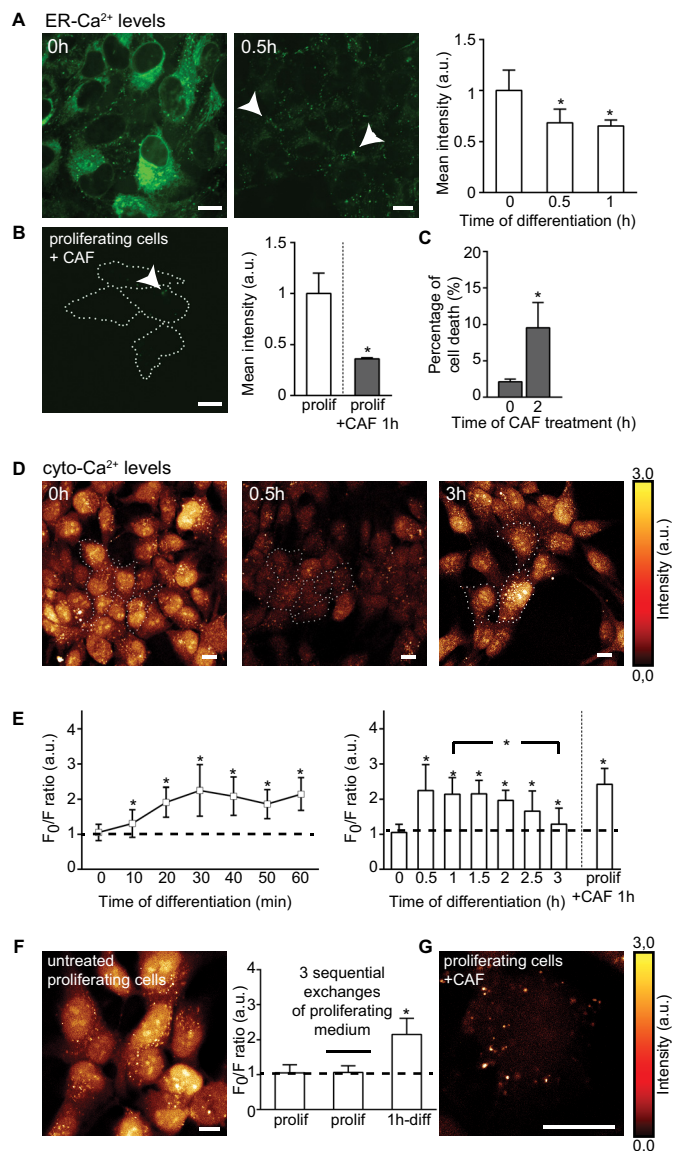 A ER-Ca²⁺ levels
0h
0.5h
Mean intensity (a.u.)
1.5
1
0.5
0
0 0.5 1
* *
Time of differentiation (h)
B
proliferating cells
+ CAF
Mean intensity (a.u.)
1.5
1
0.5
0
*
prolif prolif
+CAF 1h
C
Percentage of
cell death (%)
20
15
10
5
0
*
0 2
Time of CAF treatment (h)
D cyto-Ca²⁺ levels
0h
0.5h
3h
3.0
Intensity (a.u.)
0,0
E
F₀/F ratio (a.u.)
4
3
2
1
0
* * * * * *
0 10 20 30 40 50 60
Time of differentiation (min)
F₀/F ratio (a.u.)
4
3
2
1
0
*
* * * * * * *
0 0.5 1 1.5 2 2.5 3
Time of differentiation (h)
prolif
+CAF 1h
F
untreated
proliferating cells
F₀/F ratio (a.u.)
4
3
2
1
0
3 sequential
exchanges
of proliferating
medium
*
prolif prolif 1h-diff
G
proliferating cells
+CAF
3,0
Intensity (a.u.)
0,0